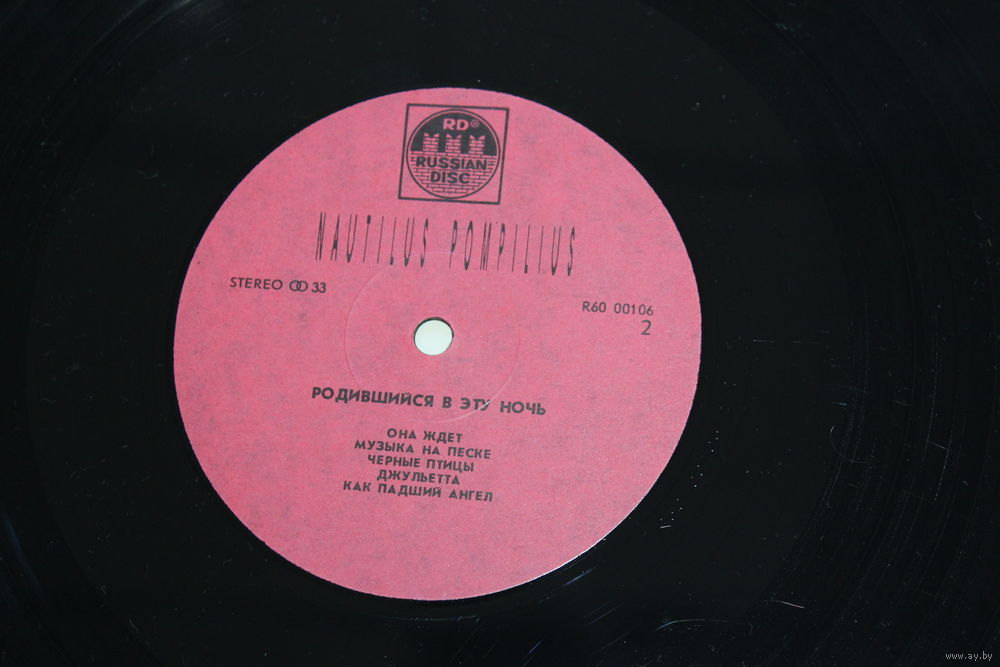 RD®
RUSSIAN
DISC
NAUTILUS POMPILIUS
STEREO ꝏ 33
R60 00106
2
РОДИВШИЙСЯ В ЭТУ НОЧЬ
ОНА ЖДЕТ
МУЗЫКА НА ПЕСКЕ
ЧЕРНЫЕ ПТИЦЫ
ДЖУЛЬЕТТА
КАК ПАДШИЙ АНГЕЛ
www.ay.by